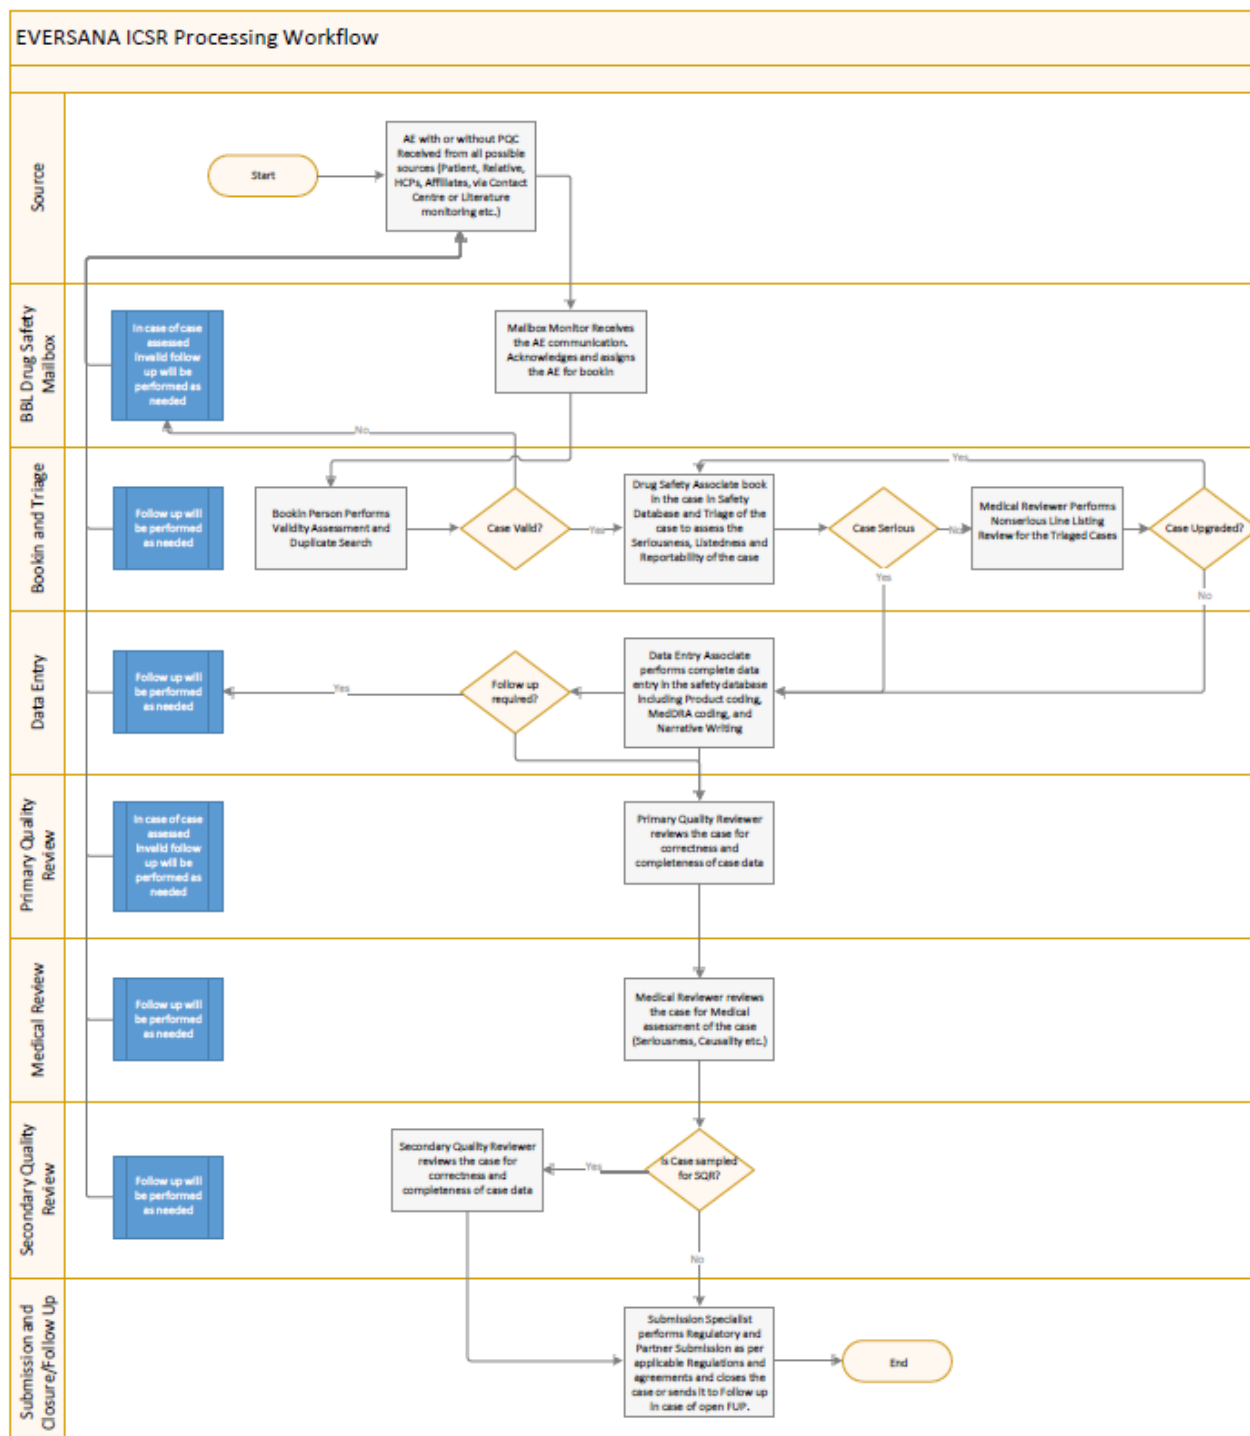 EVERSANA ICSR Processing Workflow
Source
Start
AE with or without PQC
Received from all possible
sources (Patient, Relative,
HCPs, Affiliates, via Contact
Centre or Literature
monitoring etc.)
BBL Drug Safety
Mailbox
In case of case
assessed
invalid follow
up will be
performed as
needed
Mailbox Monitor Receives
the AE communication.
Acknowledges and assigns
the AE for bookin
No
Bookin and Triage
Follow up will
be performed
as needed
Bookin Person Performs
Validity Assessment and
Duplicate Search
Case Valid?
Yes
Drug Safety Associate book
in the case in Safety
Database and Triage of the
case to assess the
Seriousness, Listedness and
Reportability of the case
Case Serious
No
Medical Reviewer Performs
Nonserious Line Listing
Review for the Triaged Cases
Case Upgraded?
Yes
Yes
No
Data Entry
Follow up will
be performed
as needed
Yes
Follow up
required?
Data Entry Associate
performs complete data
entry in the safety database
including Product coding,
MedDRA coding, and
Narrative Writing
Primary Quality
Review
In case of case
assessed
invalid follow
up will be
performed as
needed
Primary Quality Reviewer
reviews the case for
correctness and
completeness of case data
Medical Review
Follow up will
be performed
as needed
Medical Reviewer reviews
the case for Medical
assessment of the case
(Seriousness, Causality etc.)
Secondary Quality
Review
Follow up will
be performed
as needed
Secondary Quality Reviewer
reviews the case for
correctness and
completeness of case data
Yes
Is Case sampled
for SQR?
No
Submission and
Closure/Follow Up
Submission Specialist
performs Regulatory and
Partner Submission as per
applicable Regulations and
agreements and closes the
case or sends it to Follow up
in case of open FUP.
End